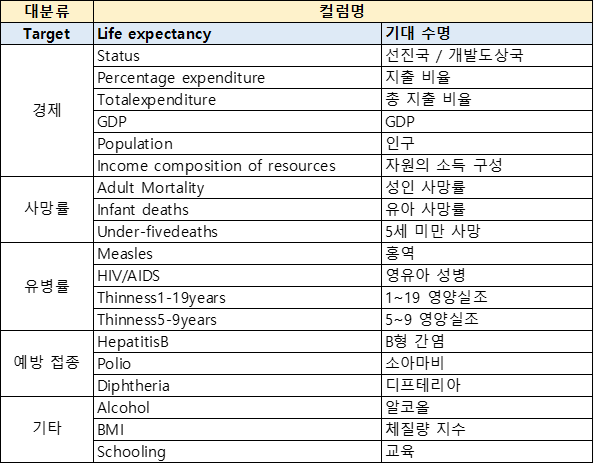 대분류 컬럼명
Target Life expectancy 기대 수명
경제 Status 선진국 / 개발도상국
Percentage expenditure 지출 비율
Totalexpenditure 총 지출 비율
GDP GDP
Population 인구
Income composition of resources 자원의 소득 구성
사망률 Adult Mortality 성인 사망률
Infant deaths 유아 사망률
Under-fivedeaths 5세 미만 사망
유병률 Measles 홍역
HIV/AIDS 영유아 성병
Thinness1-19years 1~19 영양실조
Thinness5-9years 5~9 영양실조
예방 접종 HepatitisB B형 간염
Polio 소아마비
Diphtheria 디프테리아
기타 Alcohol 알코올
BMI 체질량 지수
Schooling 교육